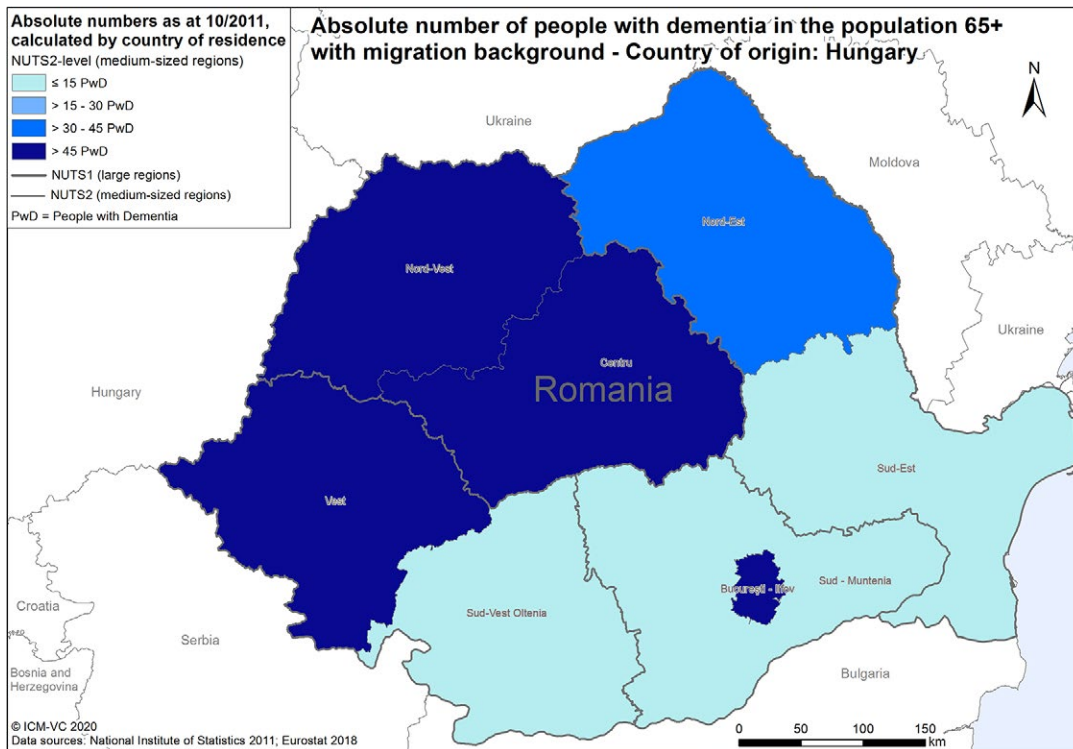 Absolute numbers as at 10/2011,
calculated by country of residence
NUTS2-level (medium-sized regions)
≤ 15 PwD
> 15 - 30 PwD
> 30 - 45 PwD
> 45 PwD
NUTS1 (large regions)
NUTS2 (medium-sized regions)
PwD = People with Dementia
Absolute number of people with dementia in the population 65+
with migration background - Country of origin: Hungary
N
Ukraine
Moldova
Nord-Est
Nord-Vest
Ukraine
Centru
Romania
Hungary
Sud-Est
Vest
Bucureşti - Ilfov
Sud - Muntenia
Sud-Vest Oltenia
Croatia
Serbia
Bosnia and
Herzegovina
Bulgaria
0 50 100 150
km
© ICM-VC 2020
Data sources: National Institute of Statistics 2011; Eurostat 2018